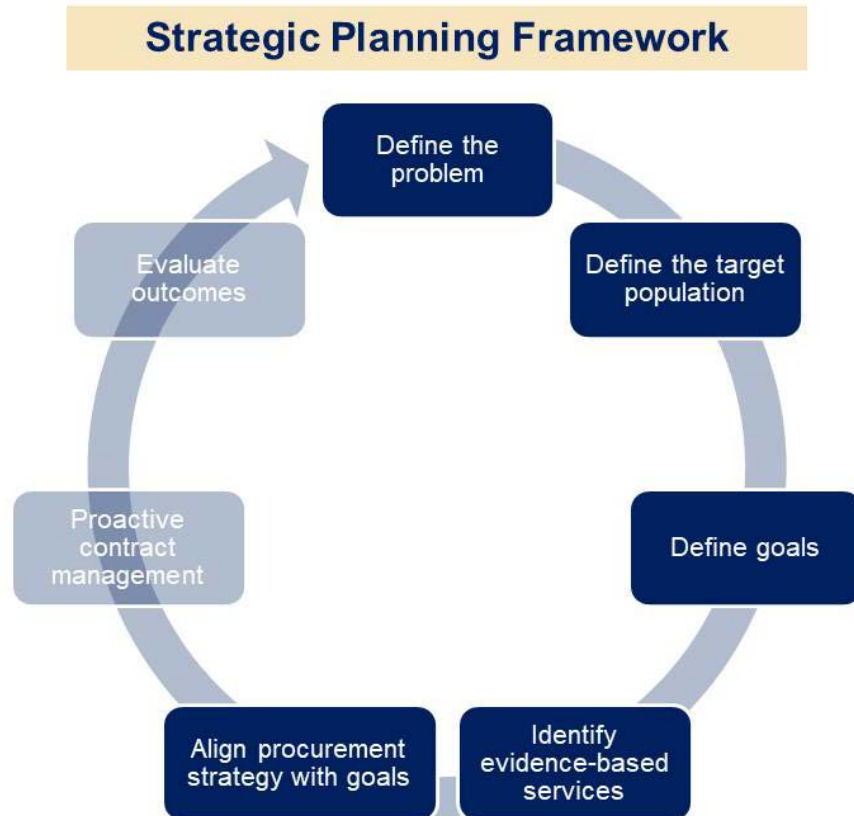 Strategic Planning Framework
Define the
problem
Define the target
population
Define goals
Identify
evidence-based
services
Align procurement
strategy with goals
Proactive
contract
management
Evaluate
outcomes